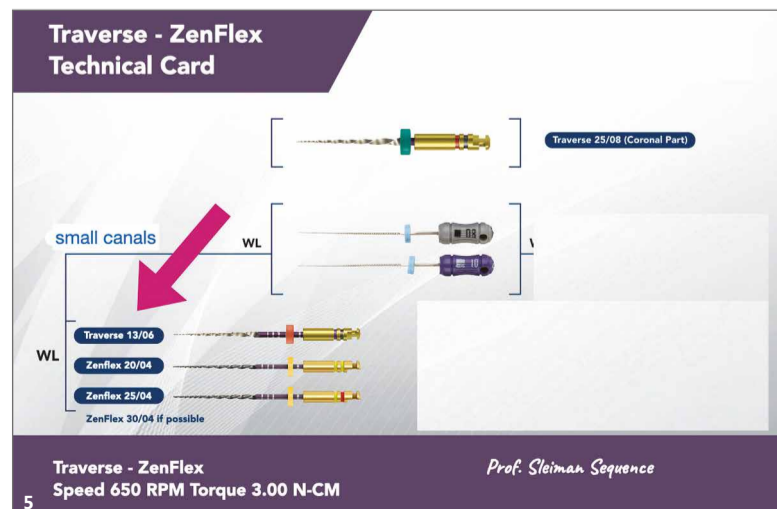 Traverse - ZenFlex
Technical Card
Traverse 25/08 (Coronal Part)
small canals
WL
08
10
WL
Traverse 13/06
Zenflex 20/04
Zenflex 25/04
ZenFlex 30/04 if possible
Traverse - ZenFlex
Speed 650 RPM Torque 3.00 N-CM
Prof. Sleiman Sequence
5